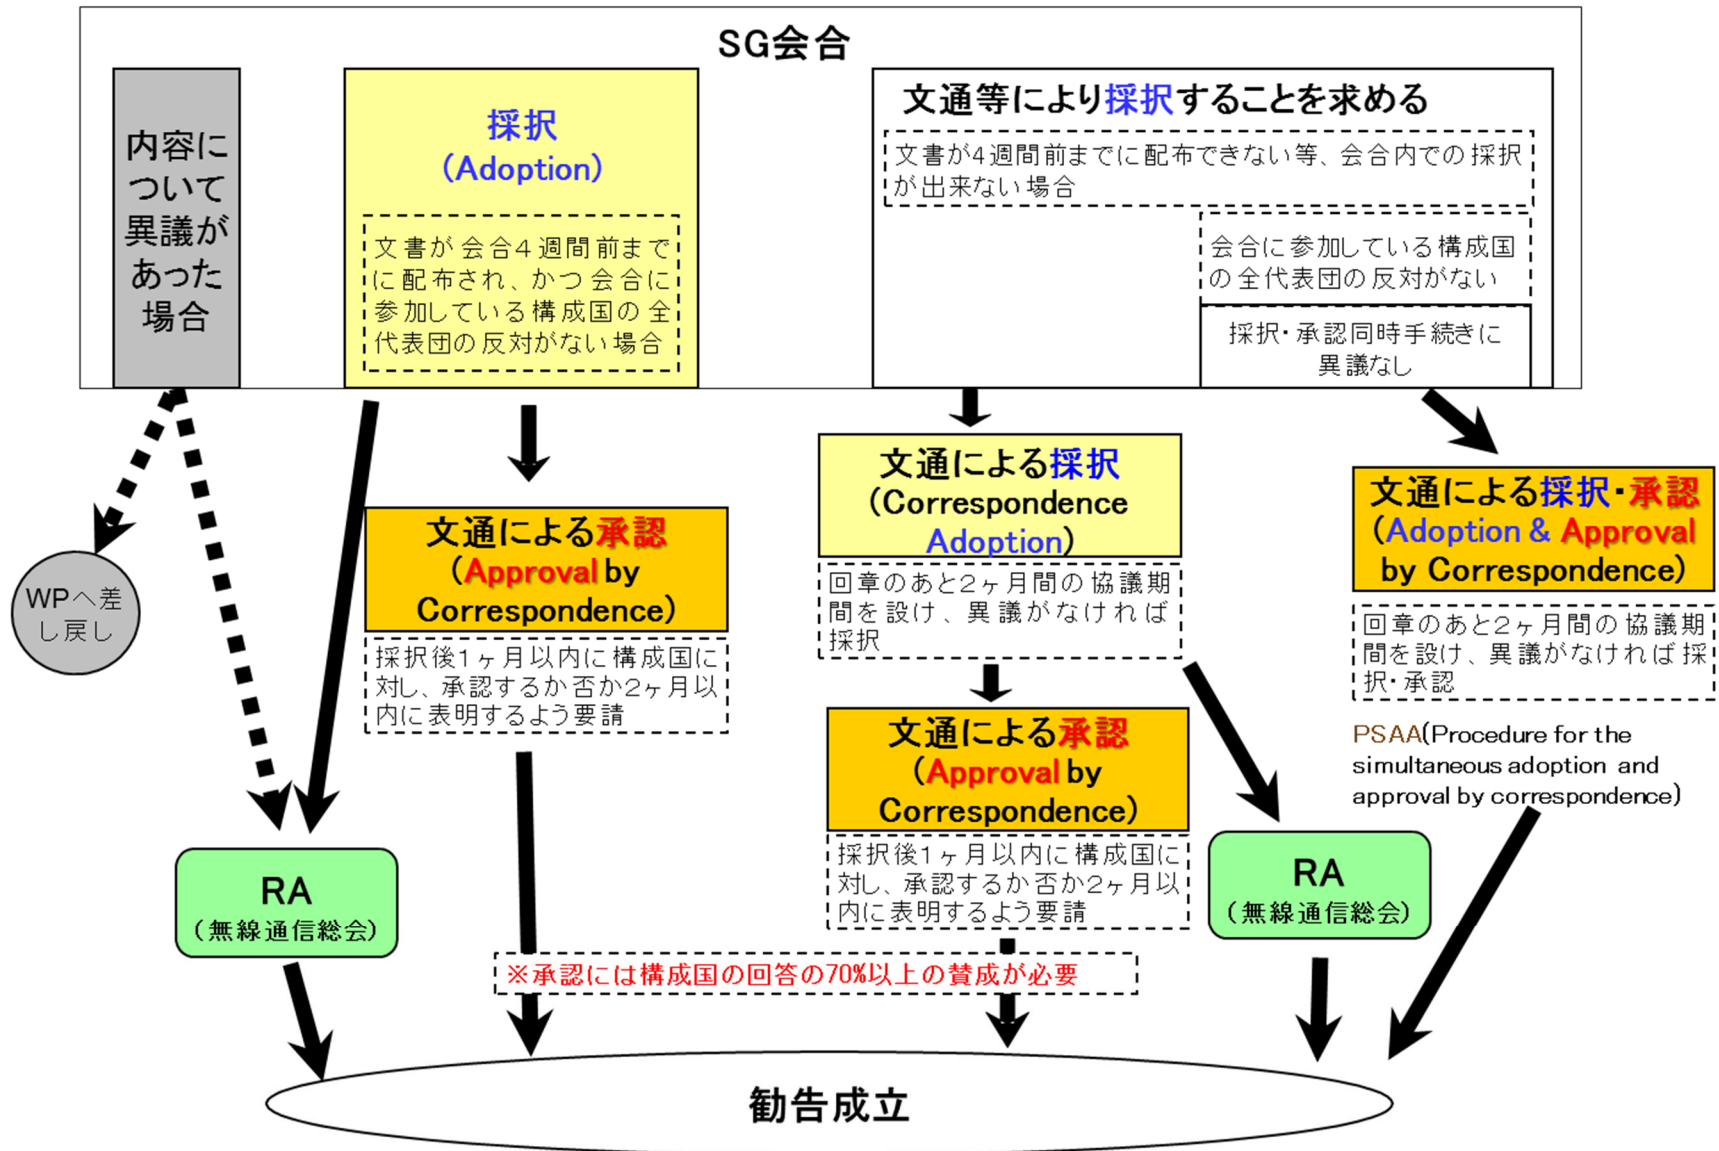 SG会合
内容に
ついて
異議が
あった
場合
採択
(Adoption)
文書が会合4週間前まで
に配布され、かつ会合に
参加している構成国の全
代表団の反対がない場合
文通等により採択することを求める
文書が4週間前までに配布できない等、会合内での採択
が出来ない場合
会合に参加している構成国
の全代表団の反対がない
採択・承認同時手続きに
異議なし
WPへ差
し戻し
文通による承認
(Approval by
Correspondence)
採択後1ヶ月以内に構成国に
対し、承認するか否か2ヶ月以
内に表明するよう要請
文通による採択
(Correspondence
Adoption)
回章のあと2ヶ月間の協議期
間を設け、異議がなければ
採択
文通による承認
(Approval by
Correspondence)
採択後1ヶ月以内に構成国に
対し、承認するか否か2ヶ月以
内に表明するよう要請
文通による採択・承認
(Adoption & Approval
by Correspondence)
回章のあと2ヶ月間の協議期
間を設け、異議がなければ採
択・承認
PSAA(Procedure for the
simultaneous adoption and
approval by correspondence)
RA
(無線通信総会)
RA
(無線通信総会)
※承認には構成国の回答の70%以上の賛成が必要
勧告成立